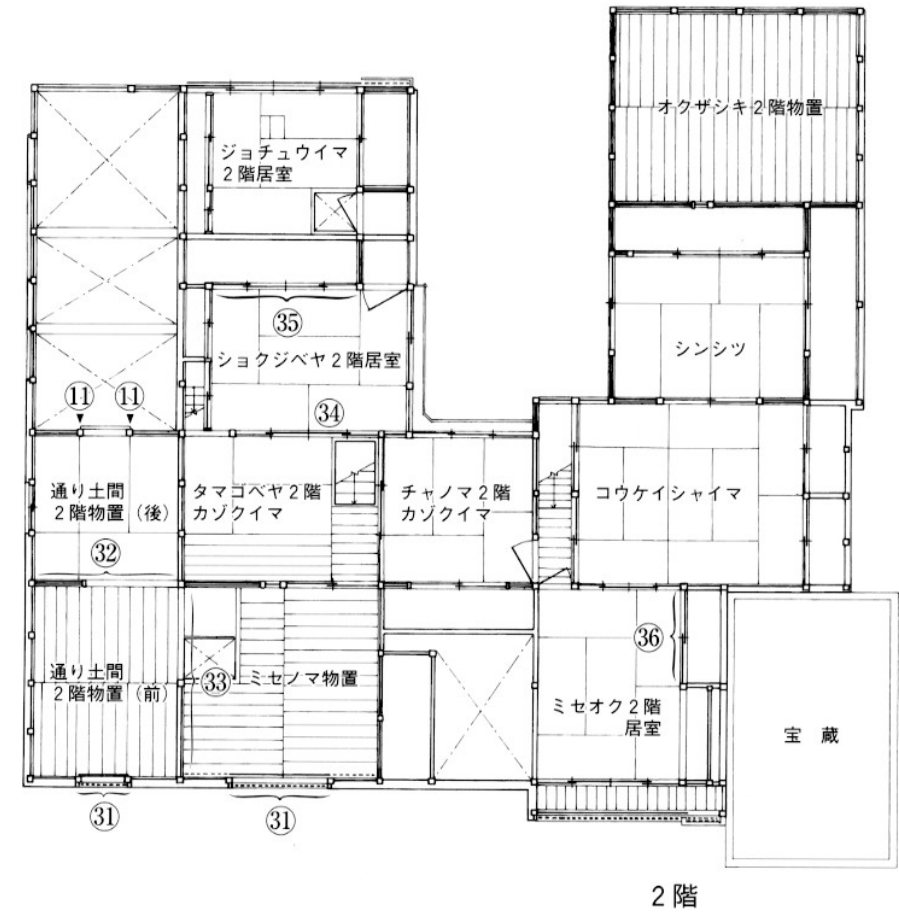 オクザシキ2階物置
ジョチュウイマ
2階居室
㉟
ショクジベヤ2階居室
シンシツ
⑪
⑪
㉞
通り土間
2階物置（後）
タマゴベヤ2階
カゾクイマ
チャノマ2階
カゾクイマ
コウケイシャイマ
㉜
通り土間
2階物置（前）
㉝
ミセノマ物置
㊱
ミセオク2階
居室
宝蔵
㉛
㉛
2階